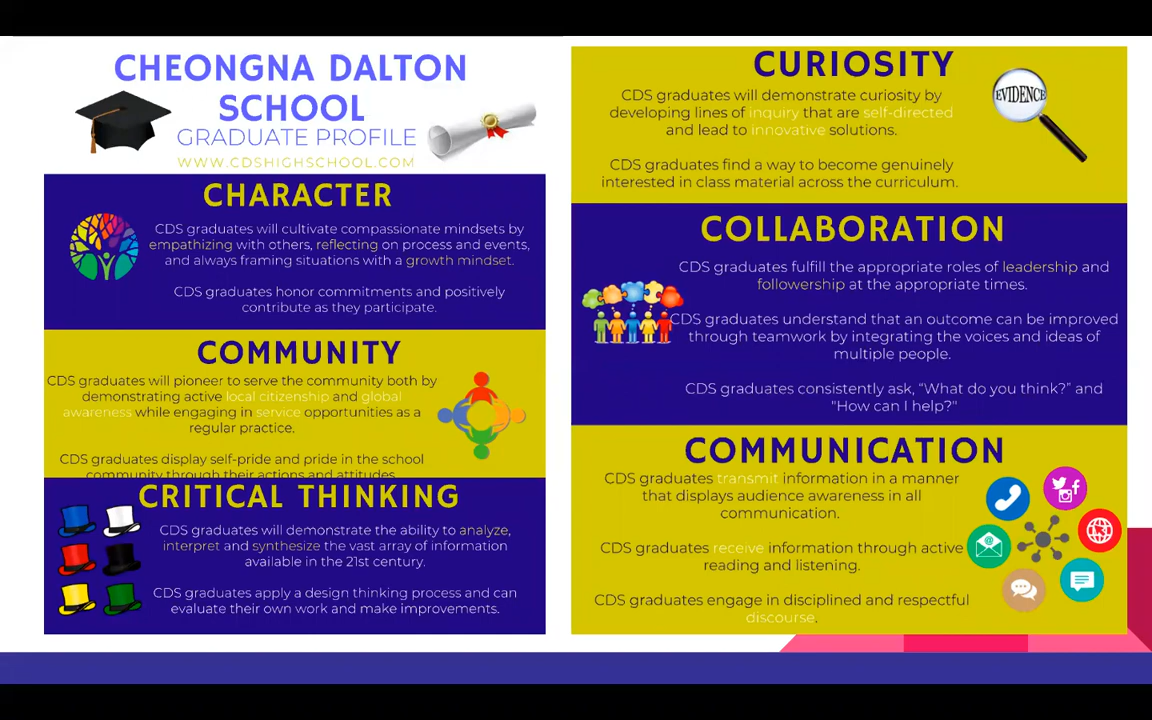 CHEONGNA DALTON
SCHOOL
GRADUATE PROFILE
WWW.CDSHIGHSCHOOL.COM
CHARACTER
CDS graduates will cultivate compassionate mindsets by
empathizing with others, reflecting on process and events,
and always framing situations with a growth mindset.
CDS graduates honor commitments and positively
contribute as they participate.
COMMUNITY
CDS graduates will pioneer to serve the community both by
demonstrating active local citizenship and global
awareness while engaging in service opportunities as a
regular practice.
CDS graduates display self-pride and pride in the school
community through their actions and attitudes.
CRITICAL THINKING
CDS graduates will demonstrate the ability to analyze,
interpret and synthesize the vast array of information
available in the 21st century.
CDS graduates apply a design thinking process and can
evaluate their own work and make improvements.
CURIOSITY
CDS graduates will demonstrate curiosity by
developing lines of inquiry that are self-directed
and lead to innovative solutions.
CDS graduates find a way to become genuinely
interested in class material across the curriculum.
EVIDENCE
COLLABORATION
CDS graduates fulfill the appropriate roles of leadership and
followership at the appropriate times.
CDS graduates understand that an outcome can be improved
through teamwork by integrating the voices and ideas of
multiple people.
CDS graduates consistently ask, “What do you think?” and
"How can I help?"
COMMUNICATION
CDS graduates transmit information in a manner
that displays audience awareness in all
communication.
CDS graduates receive information through active
reading and listening.
CDS graduates engage in disciplined and respectful
discourse.